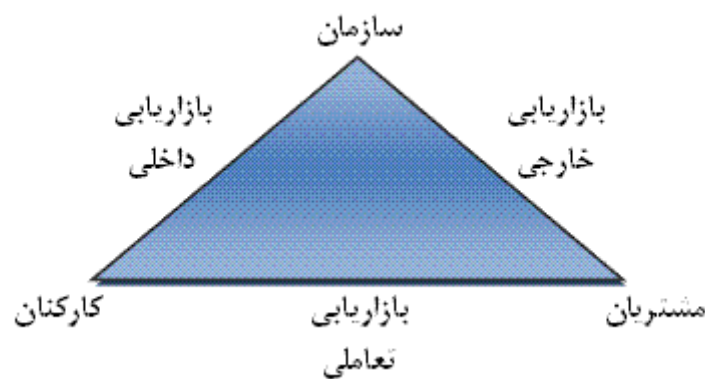 سازمان
بازاریابی
خارجی
بازاریابی
داخلی
مشتریان
بازاریابی
تعاملی
کارکنان